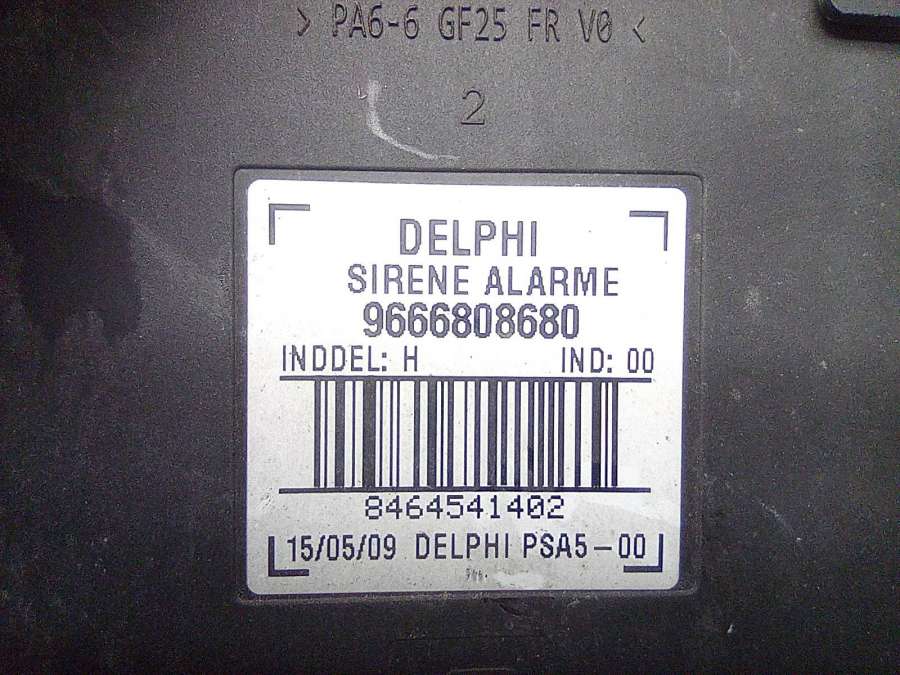 > PA6-6 GF25 FR V0 <
2
DELPHI
SIRENE ALARME
9666808680
INDDEL: H IND: 00
8464541402
15/05/09 DELPHI PSA5-00